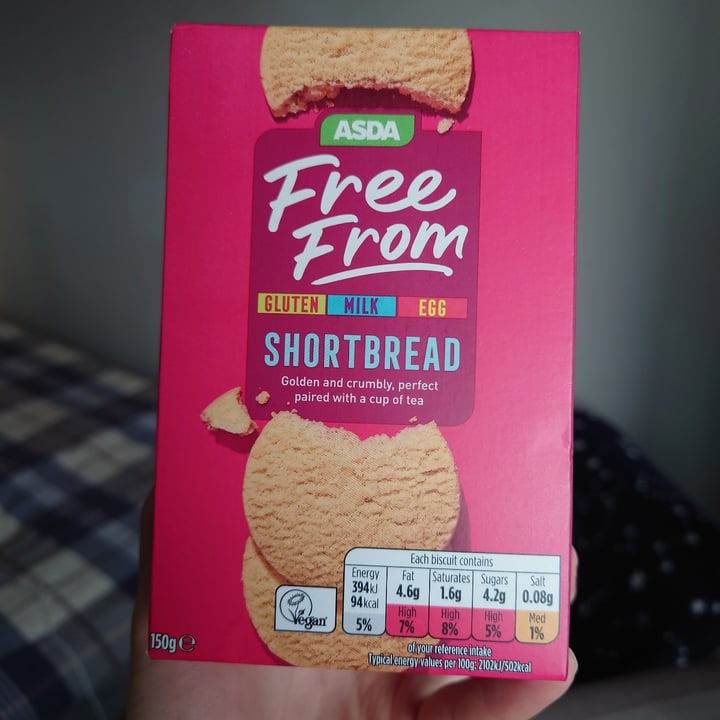 ASDA
Free
From
GLUTEN MILK EGG
SHORTBREAD
Golden and crumbly, perfect
paired with a cup of tea
Each biscuit contains
Energy Fat Saturates Sugars Salt
394kJ 4.6g 1.6g 4.2g 0.08g
94kcal High High High Med
5% 7% 8% 5% 1%
of your reference intake
Typical energy values per 100g: 2102kJ/502kcal
Vegan
150g e